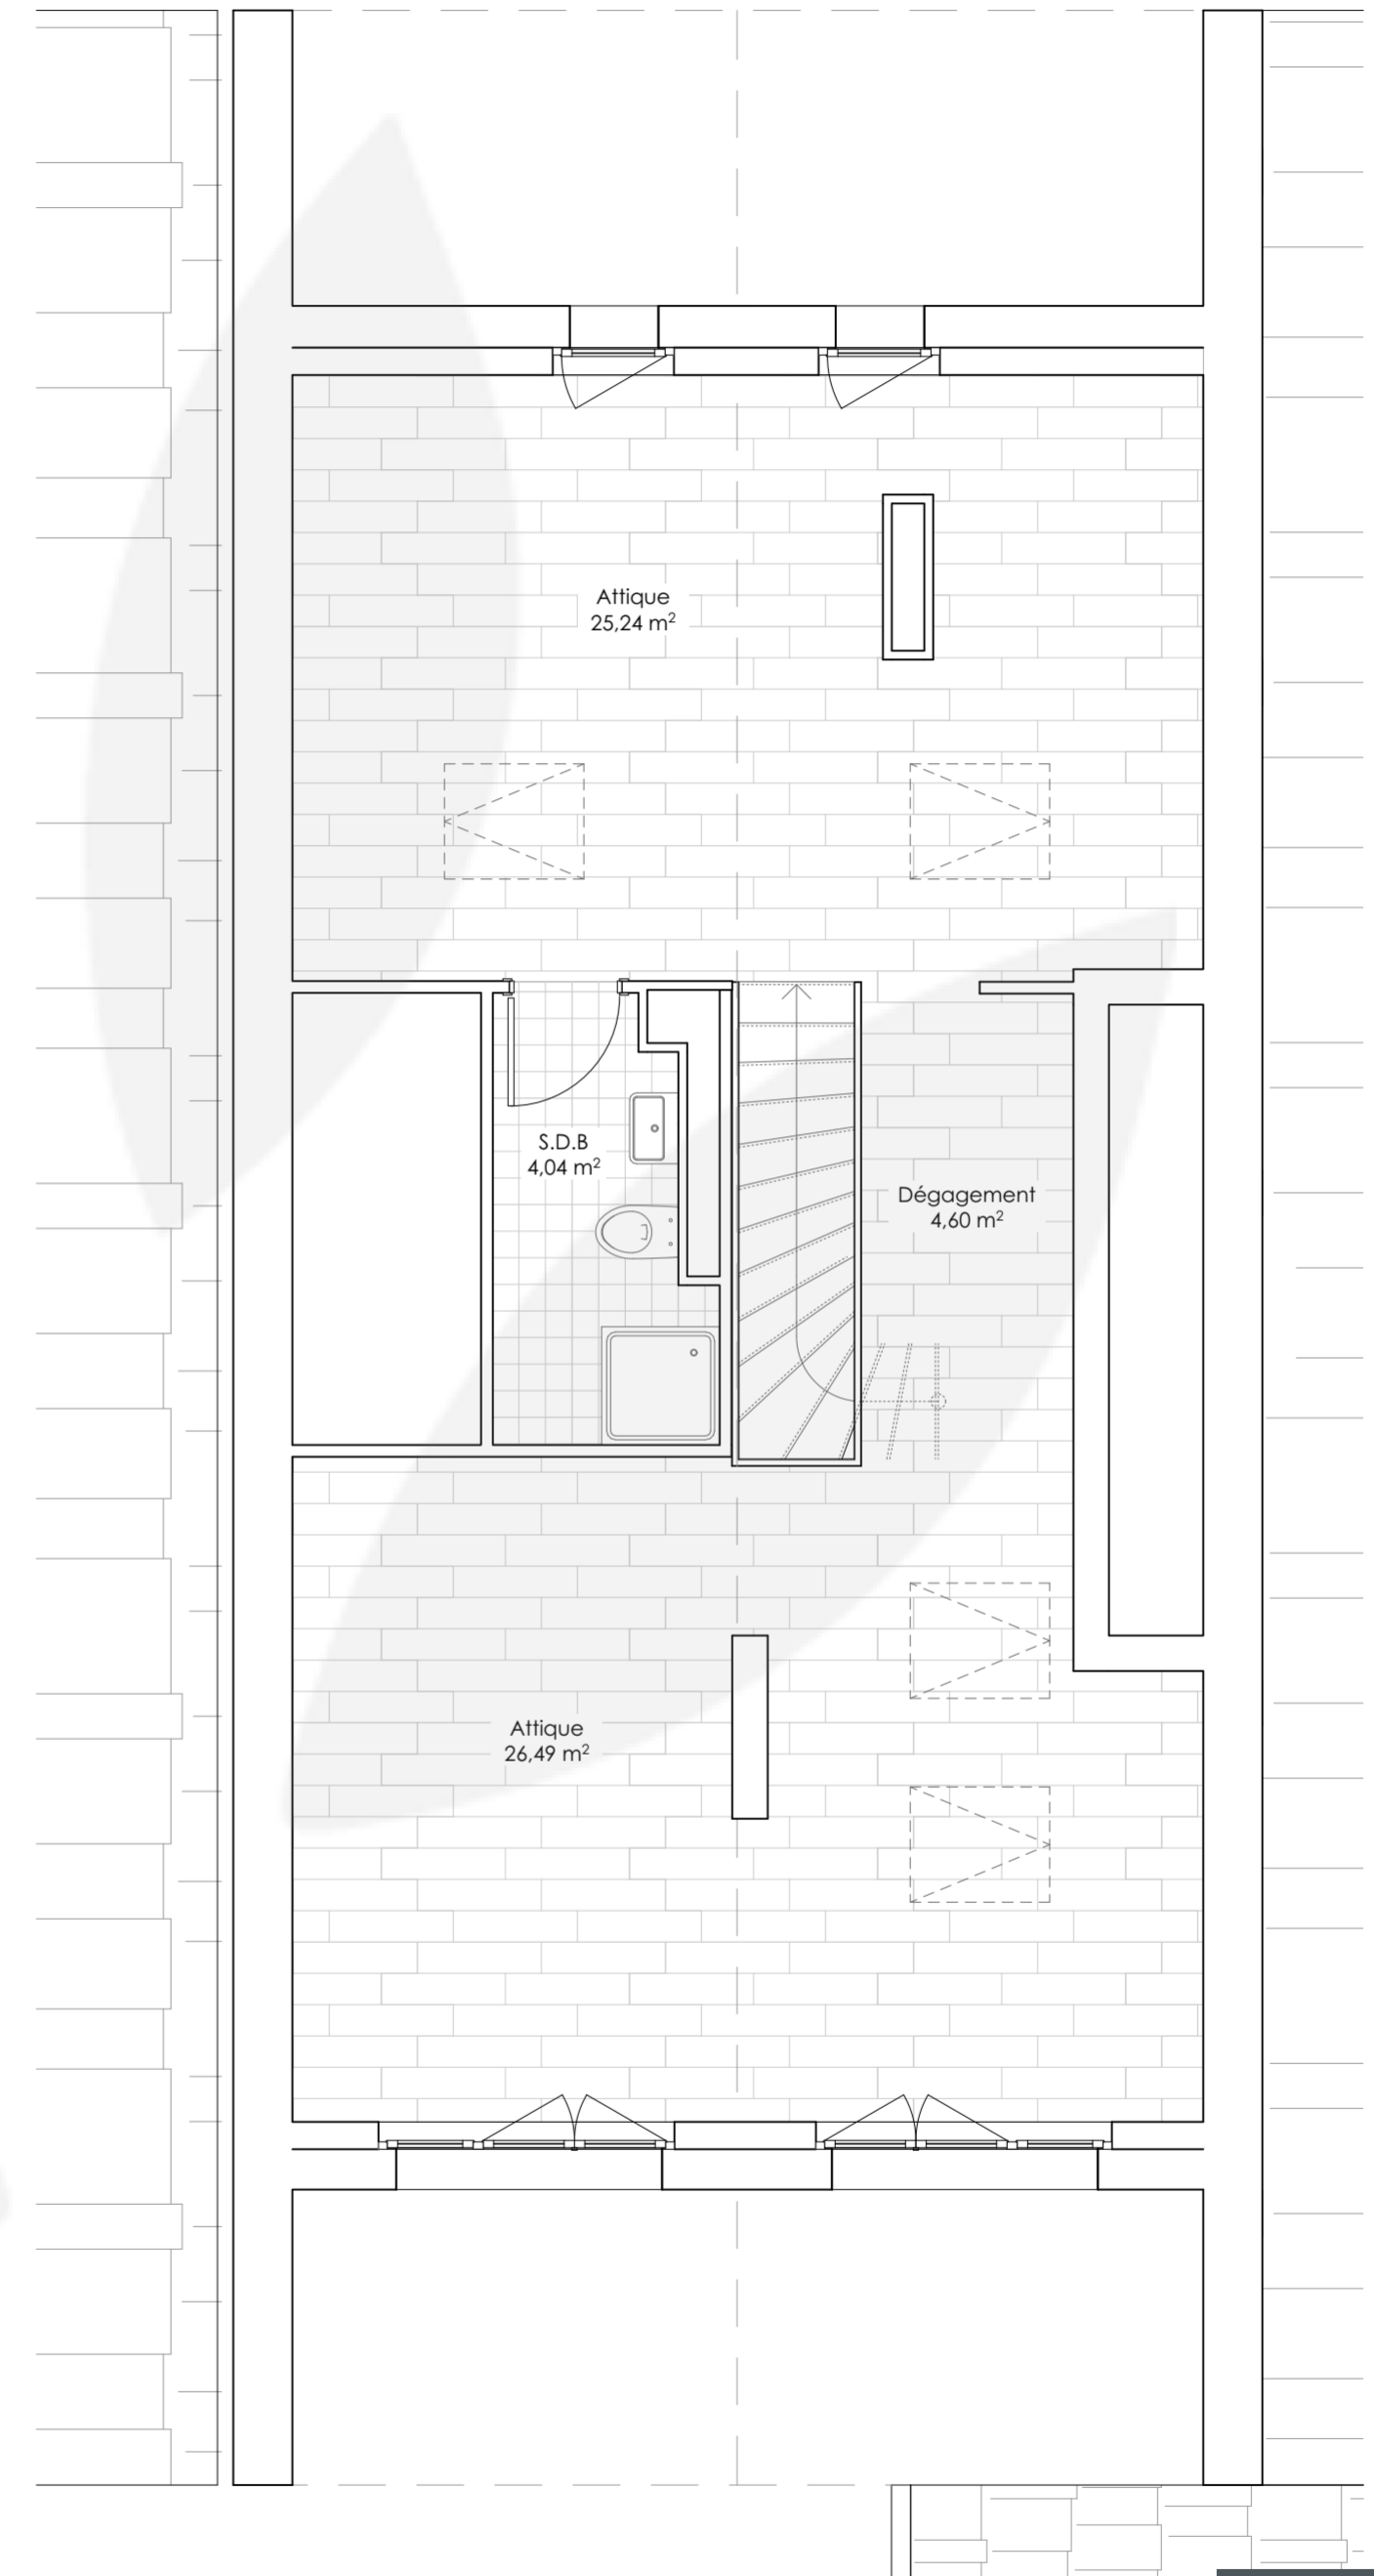 Attique
25,24 m²
S.D.B
4,04 m²
Dégagement
4,60 m²
Attique
26,49 m²